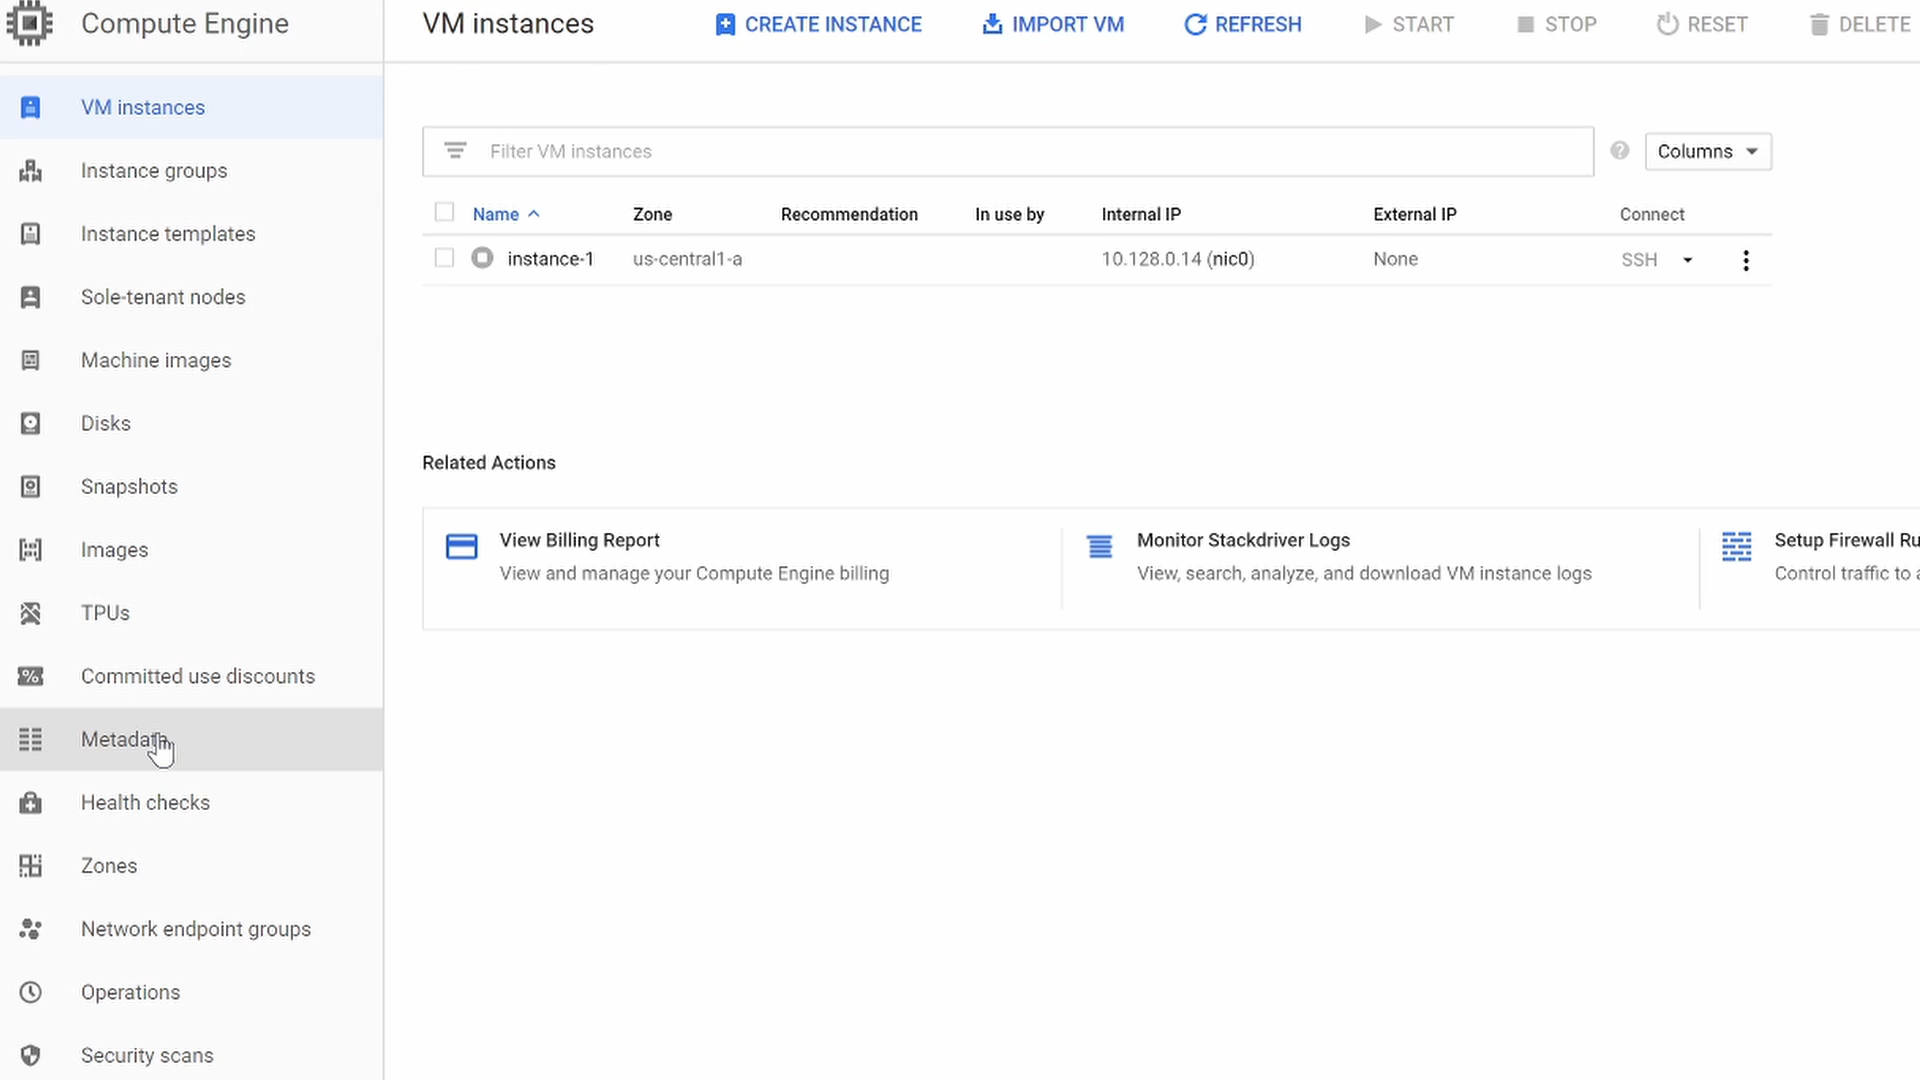 Compute Engine
VM instances
CREATE INSTANCE
IMPORT VM
REFRESH
START
STOP
RESET
DELETE
VM instances
Instance groups
Instance templates
Sole-tenant nodes
Machine images
Disks
Snapshots
Images
TPUs
Committed use discounts
Metadata
Health checks
Zones
Network endpoint groups
Operations
Security scans
Filter VM instances
Columns
Name Zone Recommendation In use by Internal IP External IP Connect
instance-1 us-central1-a 10.128.0.14 (nic0) None SSH
Related Actions
View Billing Report
View and manage your Compute Engine billing
Monitor Stackdriver Logs
View, search, analyze, and download VM instance logs
Setup Firewall Ru
Control traffic to a